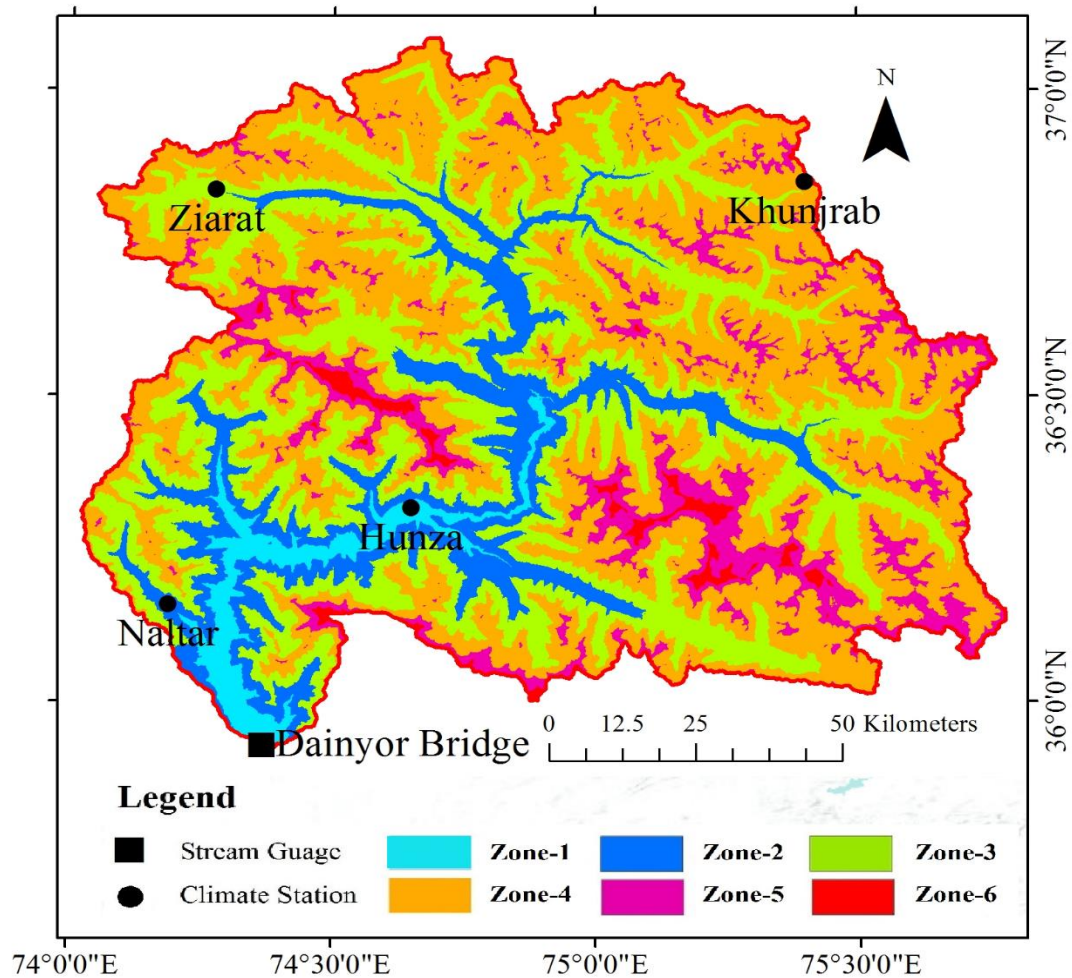 N
37°0'0"N
Ziarat
Khunjrab
36°30'0"N
Hunza
Naltar
36°0'0"N
0 12.5 25 50 Kilometers
Dainyor Bridge
Legend
Stream Guage
Climate Station
Zone-1 Zone-2 Zone-3
Zone-4 Zone-5 Zone-6
74°0'0"E 74°30'0"E 75°0'0"E 75°30'0"E